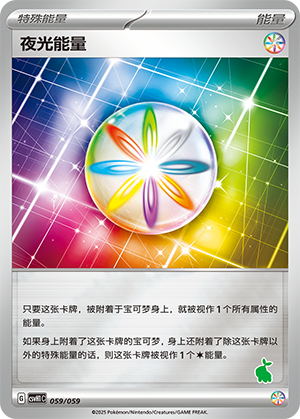 特殊能量
能量
夜光能量
只要这张卡牌，被附着于宝可梦身上，就被视作1个所有属性的
能量。
如果身上附着了这张卡牌的宝可梦，身上还附着了除这张卡牌以
外的特殊能量的话，则这张卡牌被视作1个✶能量。
G
C
059/059
©2025 Pokémon/Nintendo/Creatures/GAME FREAK.